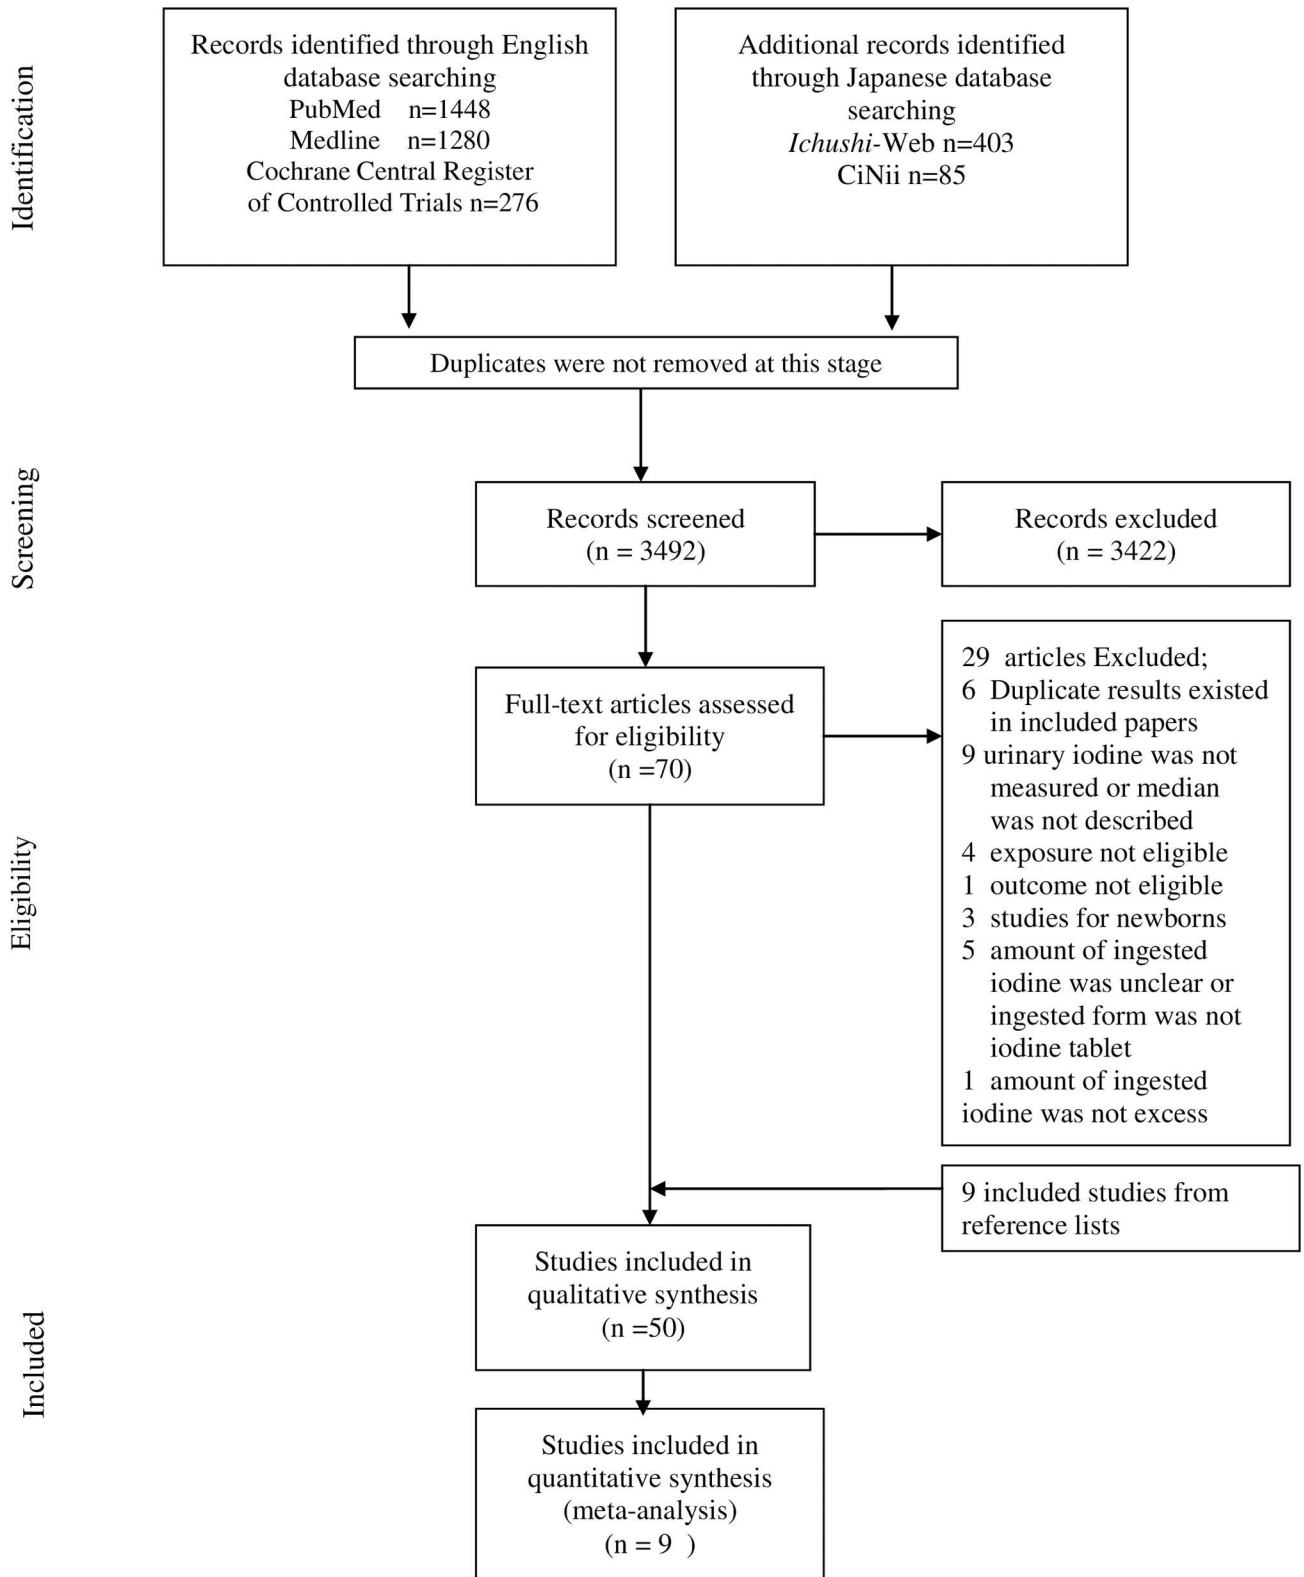 Identification
Records identified through English
database searching
PubMed n=1448
Medline n=1280
Cochrane Central Register
of Controlled Trials n=276
Additional records identified
through Japanese database
searching
Ichushi-Web n=403
CiNii n=85
Duplicates were not removed at this stage
Screening
Records screened
(n = 3492)
Records excluded
(n = 3422)
Eligibility
Full-text articles assessed
for eligibility
(n =70)
29 articles Excluded;
6 Duplicate results existed
in included papers
9 urinary iodine was not
measured or median
was not described
4 exposure not eligible
1 outcome not eligible
3 studies for newborns
5 amount of ingested
iodine was unclear or
ingested form was not
iodine tablet
1 amount of ingested
iodine was not excess
9 included studies from
reference lists
Included
Studies included in
qualitative synthesis
(n =50)
Studies included in
quantitative synthesis
(meta-analysis)
(n = 9 )